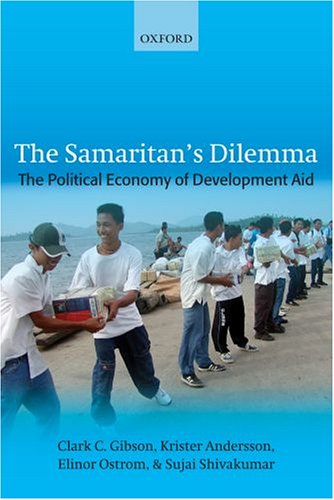 OXFORD
The Samaritan's Dilemma
The Political Economy of Development Aid
Clark C. Gibson, Krister Andersson,
Elinor Ostrom, & Sujai Shivakumar